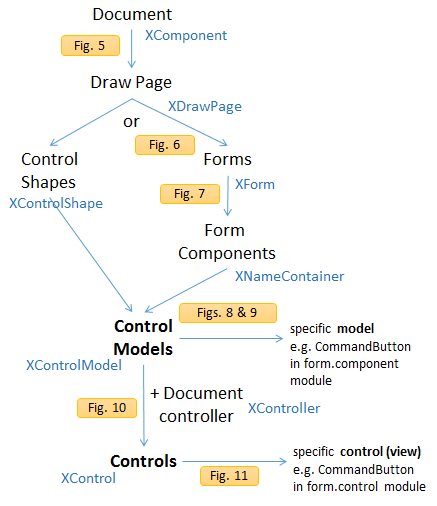 Document
XComponent
Fig. 5
Draw Page
XDrawPage
or
Fig. 6
Control
Shapes
XControlShape
Forms
XForm
Fig. 7
Form
Components
XNameContainer
Figs. 8 & 9
Control
Models
XControlModel
specific model
e.g. CommandButton
in form.component
module
Fig. 10
+ Document
controller
XController
Controls
XControl
Fig. 11
specific control (view)
e.g. CommandButton
in form.control module